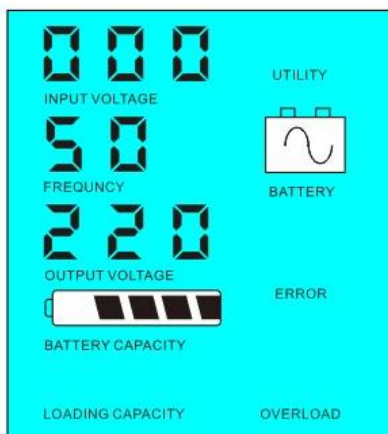 000
UTILITY
INPUT VOLTAGE
50
FREQUNCY
BATTERY
220
OUTPUT VOLTAGE
ERROR
BATTERY CAPACITY
LOADING CAPACITY
OVERLOAD